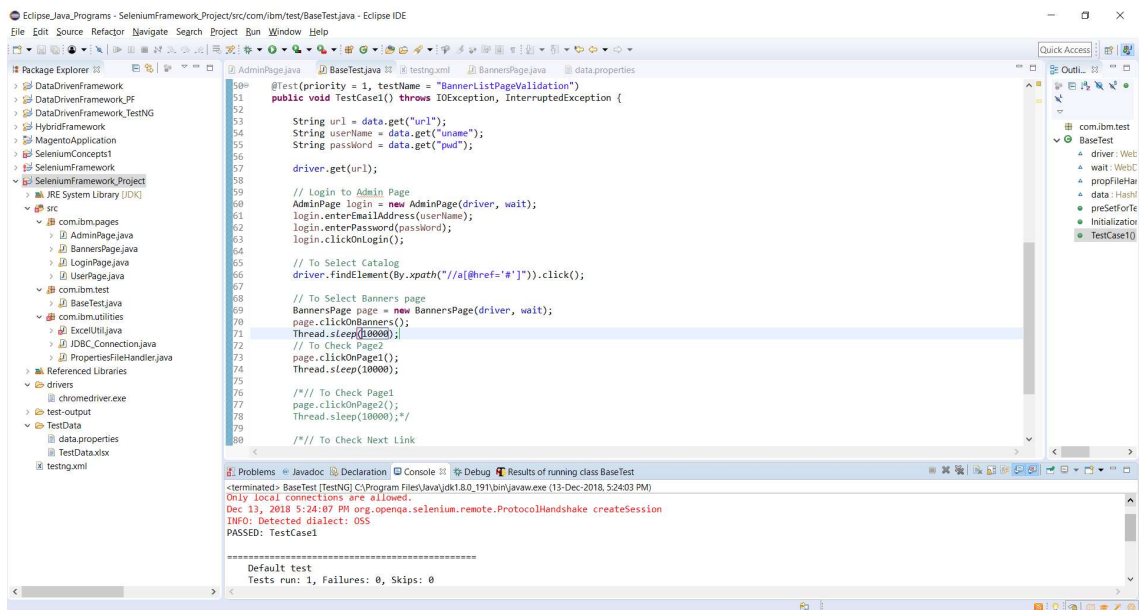 Eclipse_Java_Programs - SeleniumFramework_Project/src/com/ibm/test/BaseTest.java - Eclipse IDE
File Edit Source Refactor Navigate Search Project Run Window Help
Quick Access
Package Explorer
DataDrivenFramework
DataDrivenFramework_PF
DataDrivenFramework_TestNG
HybridFramework
MagentoApplication
SeleniumConcepts1
SeleniumFramework
SeleniumFramework_Project
JRE System Library [JDK]
src
com.ibm.pages
AdminPage.java
BannersPage.java
LoginPage.java
UserPage.java
com.ibm.test
BaseTest.java
com.ibm.utilities
ExcelUtil.java
JDBC_Connection.java
PropertiesFileHandler.java
Referenced Libraries
drivers
chromedriver.exe
test-output
TestData
data.properties
TestData.xlsx
testng.xml
AdminPage.java BaseTest.java testng.xml BannersPage.java data.properties
50 @Test(priority = 1, testName = "BannerListPageValidation")
51 public void TestCase1() throws IOException, InterruptedException {
52
53 String url = data.get("url");
54 String userName = data.get("uname");
55 String passWord = data.get("pwd");
56
57 driver.get(url);
58
59 // Login to Admin Page
60 AdminPage login = new AdminPage(driver, wait);
61 login.enterEmailAddress(userName);
62 login.enterPassword(passWord);
63 login.clickOnLogin();
64
65 // To Select Catalog
66 driver.findElement(By.xpath("//a[@href='#']")).click();
67
68 // To Select Banners page
69 BannersPage page = new BannersPage(driver, wait);
70 page.clickOnBanners();
71 Thread.sleep(10000);
72 // To Check Page2
73 page.clickOnPage1();
74 Thread.sleep(10000);
75
76 /*// To Check Page1
77 page.clickOnPage2();
78 Thread.sleep(10000);*/
79
80 /*// To Check Next Link
Outli...
com.ibm.test
BaseTest
driver : Web
wait : WebD
propFileHar
data : Hash
preSetForTe
Initialization
TestCase1()
Problems Javadoc Declaration Console Debug Results of running class BaseTest
<terminated> BaseTest [TestNG] C:\Program Files\Java\jdk1.8.0_191\bin\javaw.exe (13-Dec-2018, 5:24:03 PM)
Only local connections are allowed.
Dec 13, 2018 5:24:07 PM org.openqa.selenium.remote.ProtocolHandshake createSession
INFO: Detected dialect: OSS
PASSED: TestCase1
===============================================
Default test
Tests run: 1, Failures: 0, Skips: 0